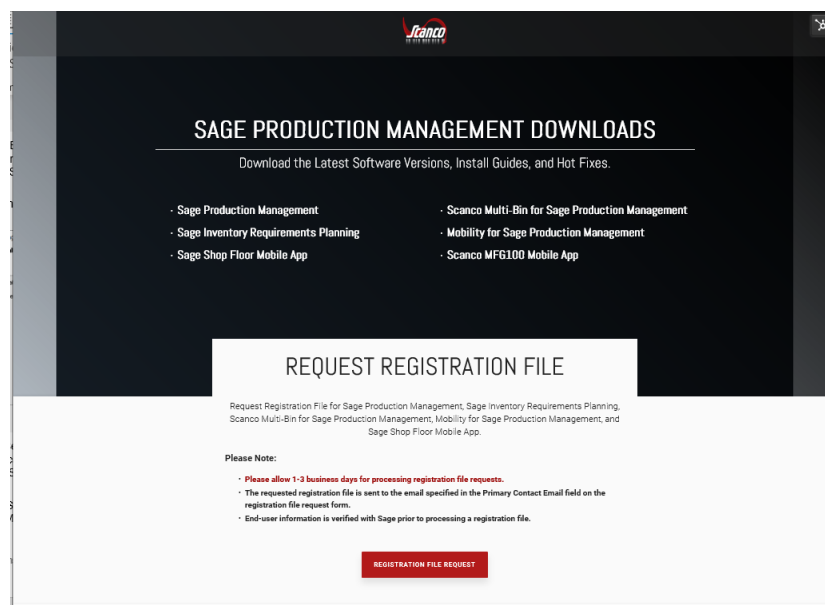 Scanco
SAGE PRODUCTION MANAGEMENT DOWNLOADS
Download the Latest Software Versions, Install Guides, and Hot Fixes.
· Sage Production Management
· Sage Inventory Requirements Planning
· Sage Shop Floor Mobile App
· Scanco Multi-Bin for Sage Production Management
· Mobility for Sage Production Management
· Scanco MFG100 Mobile App
REQUEST REGISTRATION FILE
Request Registration File for Sage Production Management, Sage Inventory Requirements Planning,
Scanco Multi-Bin for Sage Production Management, Mobility for Sage Production Management, and
Sage Shop Floor Mobile App.
Please Note:
· Please allow 1-3 business days for processing registration file requests.
· The requested registration file is sent to the email specified in the Primary Contact Email field on the
registration file request form.
· End-user information is verified with Sage prior to processing a registration file.
REGISTRATION FILE REQUEST